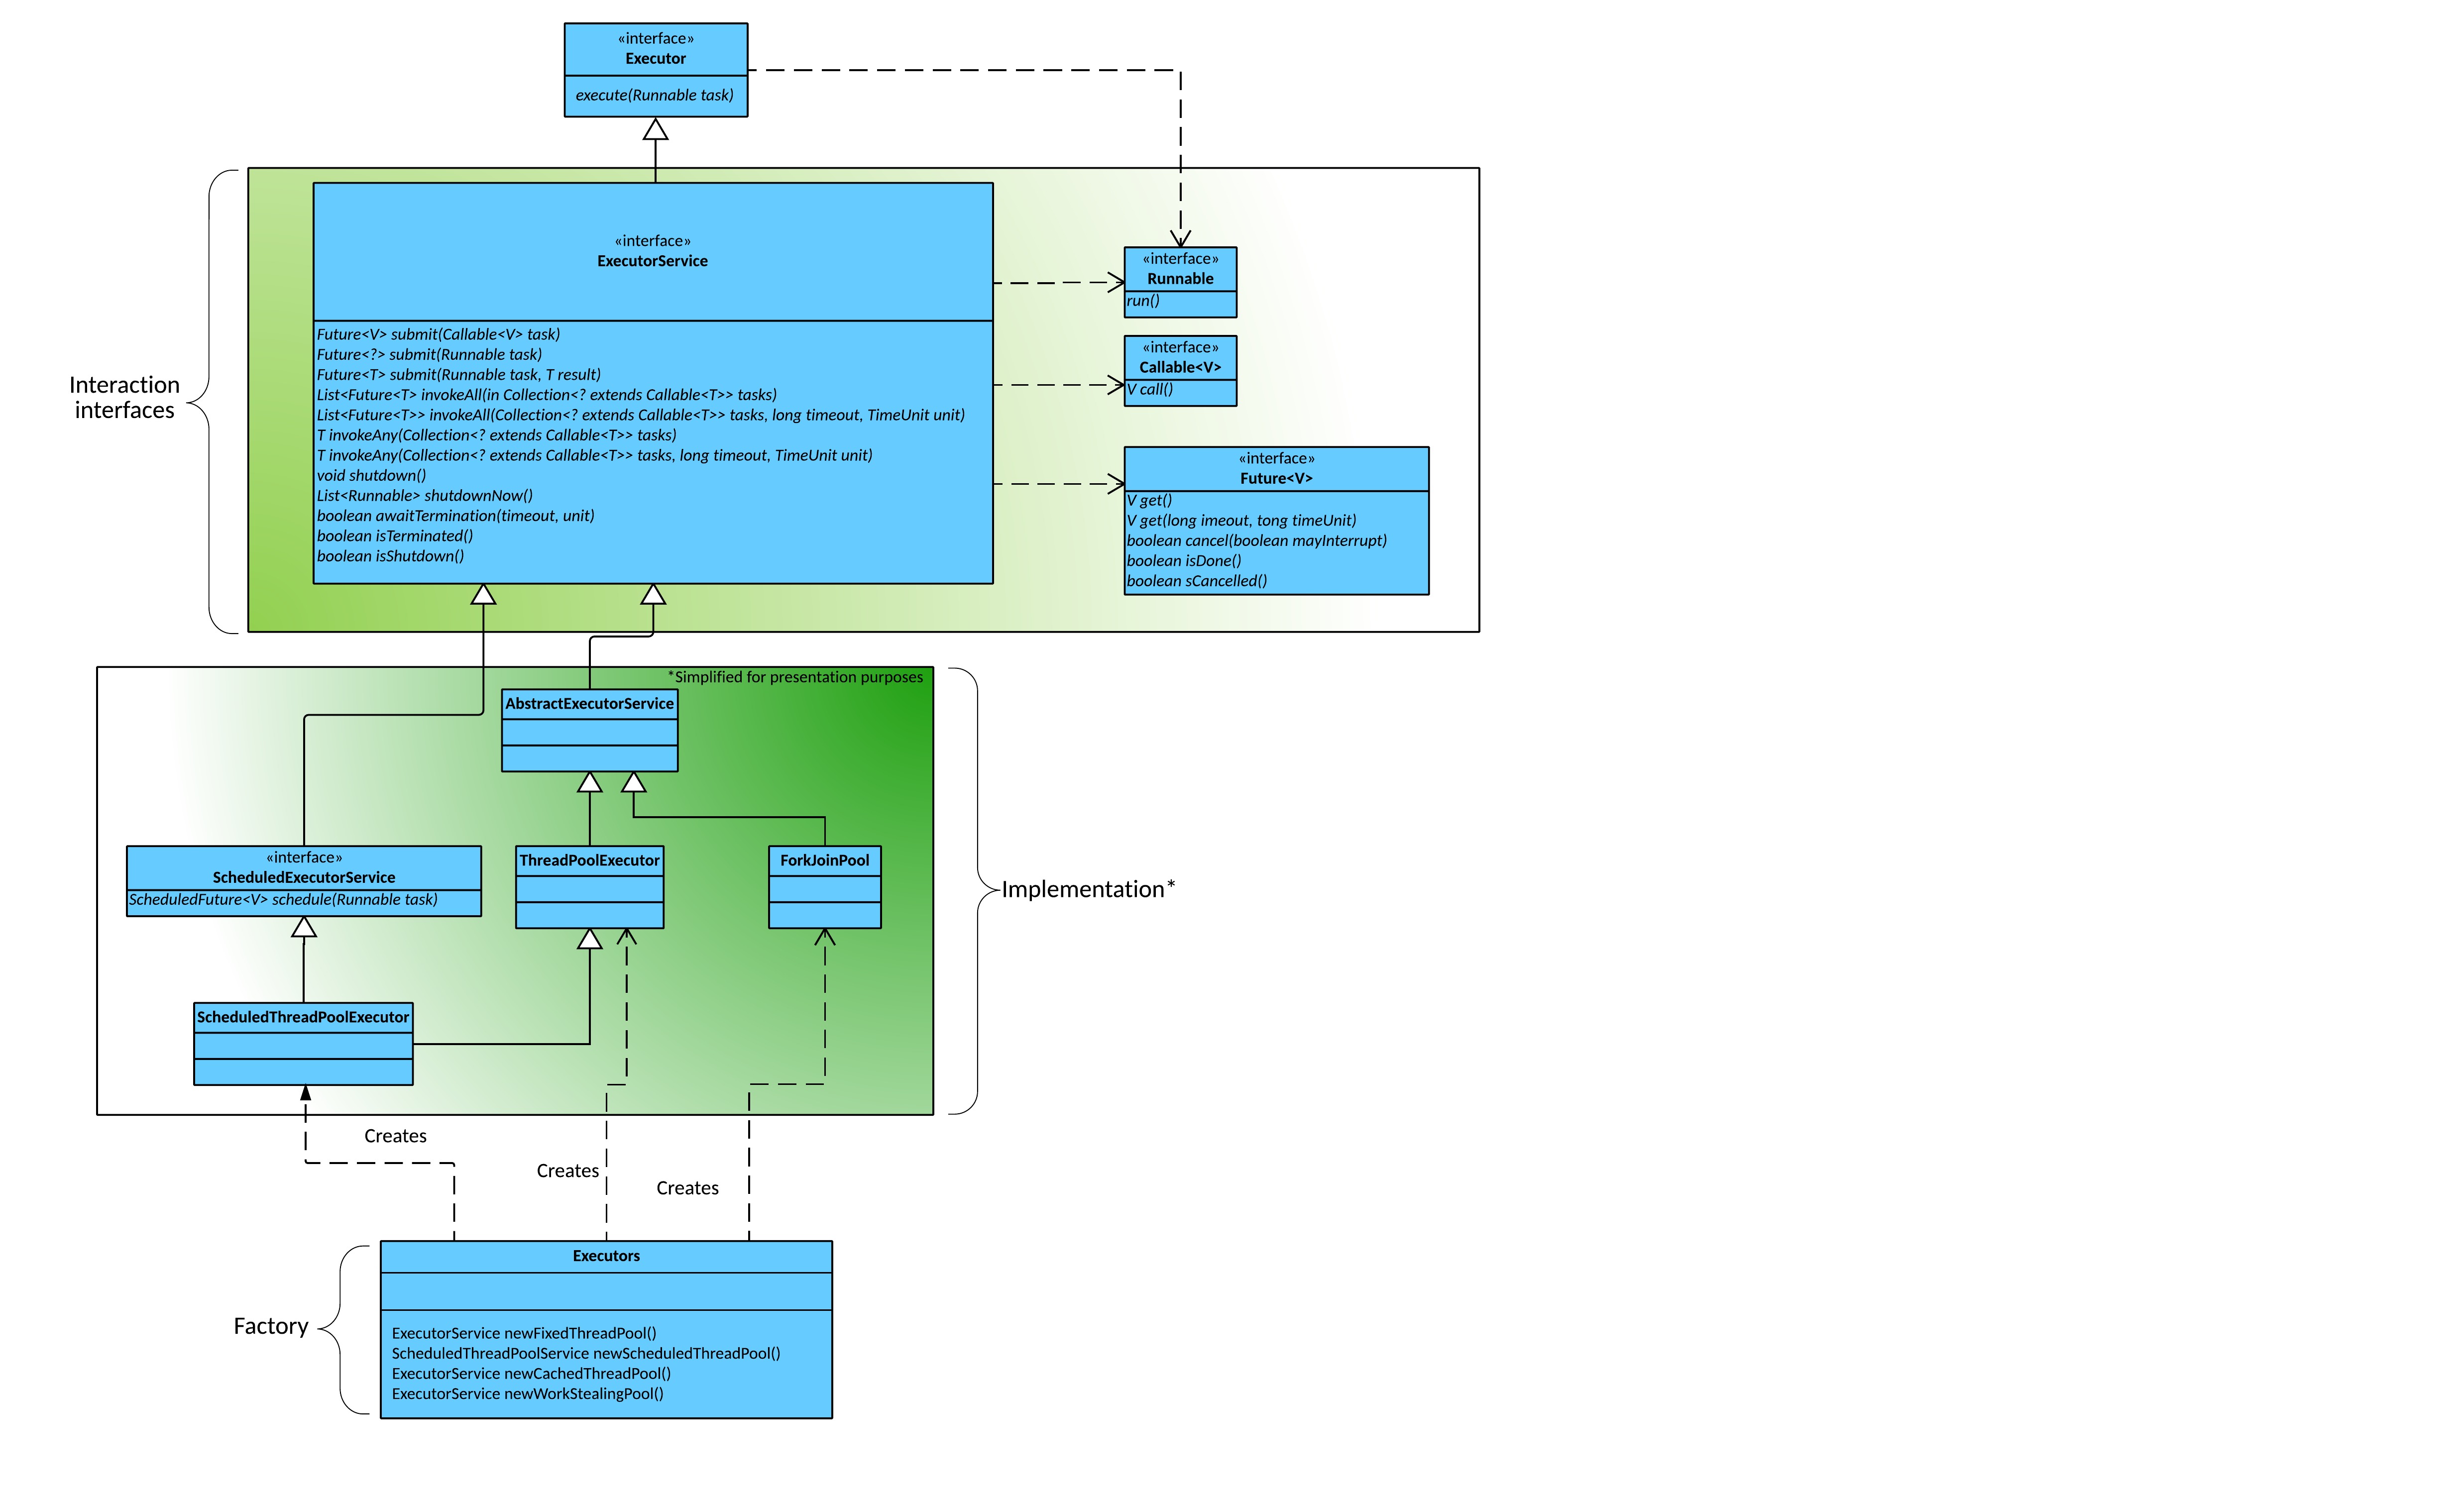 «interface»
Executor
execute(Runnable task)
«interface»
ExecutorService
Future<V> submit(Callable<V> task)
Future<?> submit(Runnable task)
Future<T> submit(Runnable task, T result)
List<Future<T> invokeAll(in Collection<? extends Callable<T>> tasks)
List<Future<T>> invokeAll(Collection<? extends Callable<T>> tasks, long timeout, TimeUnit unit)
T invokeAny(Collection<? extends Callable<T>> tasks)
T invokeAny(Collection<? extends Callable<T>> tasks, long timeout, TimeUnit unit)
void shutdown()
List<Runnable> shutdownNow()
boolean awaitTermination(timeout, unit)
boolean isTerminated()
boolean isShutdown()
«interface»
Runnable
run()
«interface»
Callable<V>
V call()
«interface»
Future<V>
V get()
V get(long imeout, tong timeUnit)
boolean cancel(boolean mayInterrupt)
boolean isDone()
boolean sCancelled()
Interaction
interfaces
*Simplified for presentation purposes
AbstractExecutorService
«interface»
ScheduledExecutorService
ScheduledFuture<V> schedule(Runnable task)
ThreadPoolExecutor
ForkJoinPool
Implementation*
ScheduledThreadPoolExecutor
Creates
Creates
Creates
Executors
Factory
ExecutorService newFixedThreadPool()
ScheduledThreadPoolService newScheduledThreadPool()
ExecutorService newCachedThreadPool()
ExecutorService newWorkStealingPool()